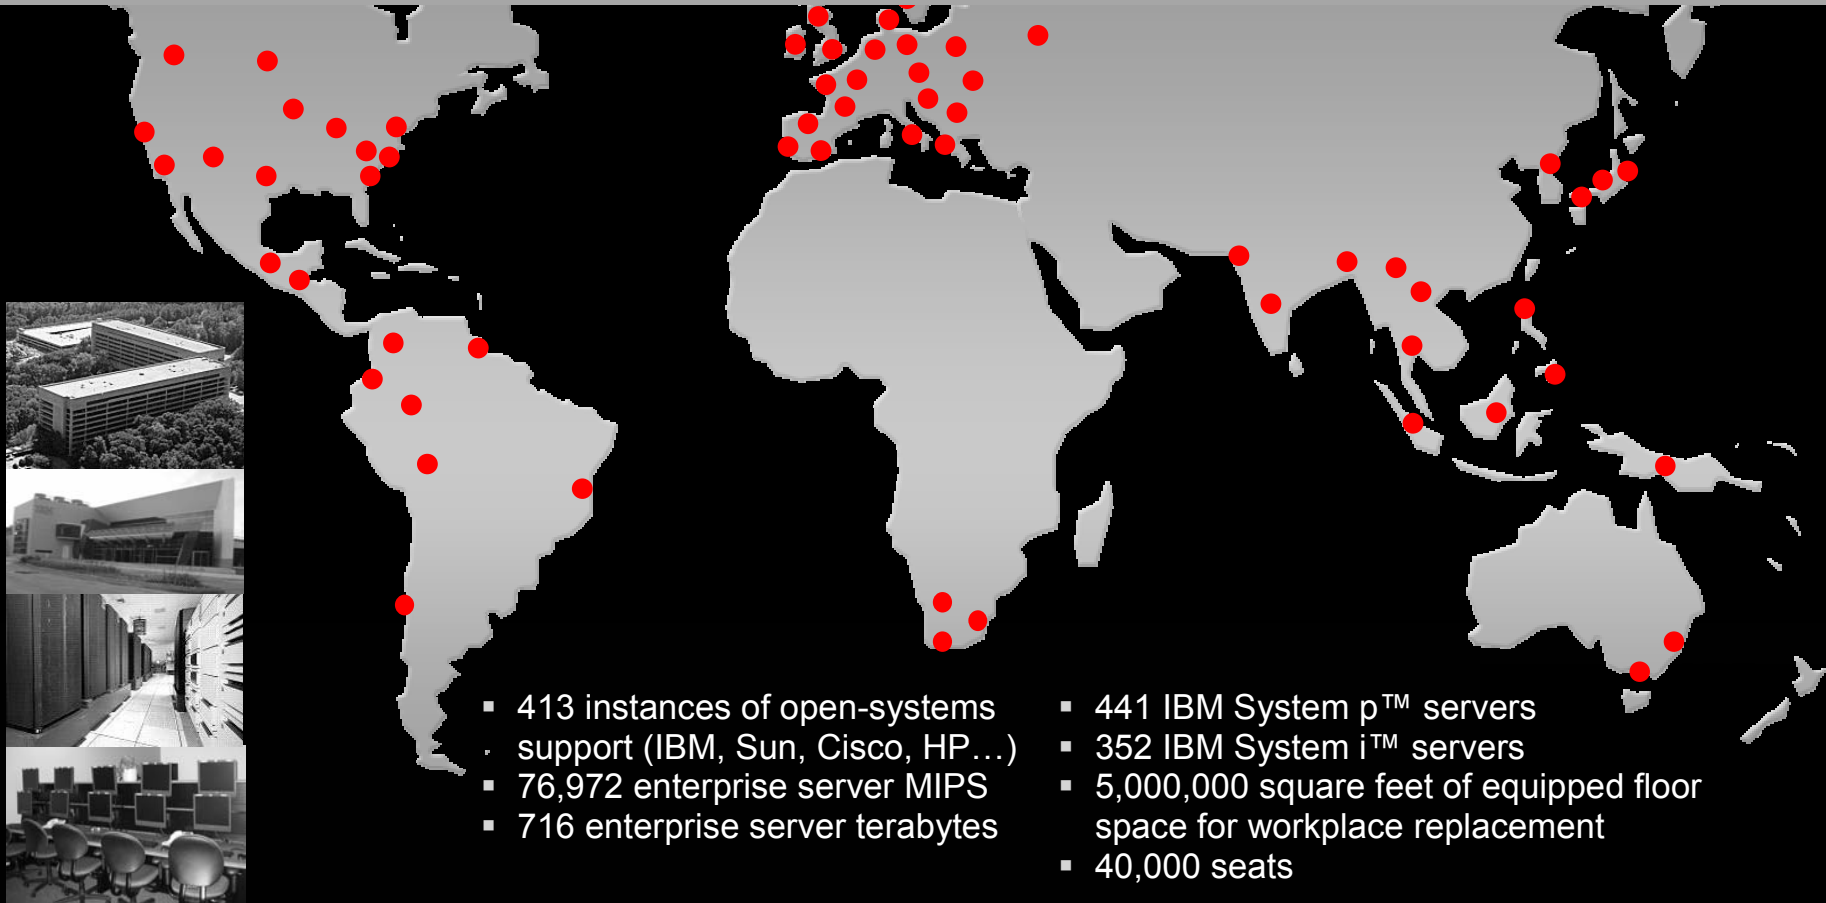 ▪ 413 instances of open-systems
▪ support (IBM, Sun, Cisco, HP…)
▪ 76,972 enterprise server MIPS
▪ 716 enterprise server terabytes
▪ 441 IBM System p™ servers
▪ 352 IBM System i™ servers
▪ 5,000,000 square feet of equipped floor
space for workplace replacement
▪ 40,000 seats